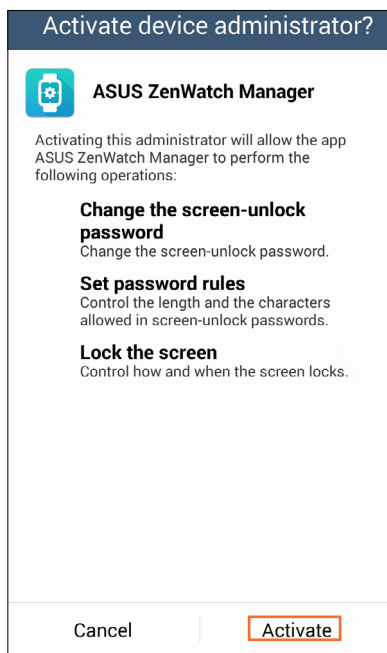 Activate device administrator?
ASUS ZenWatch Manager
Activating this administrator will allow the app
ASUS ZenWatch Manager to perform the
following operations:
Change the screen-unlock
password
Change the screen-unlock password.
Set password rules
Control the length and the characters
allowed in screen-unlock passwords.
Lock the screen
Control how and when the screen locks.
Cancel
Activate